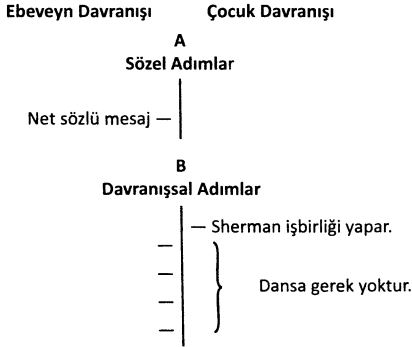 Ebeveyn Davranışı Çocuk Davranışı
A
Sözel Adımlar
Net sözlü mesaj
B
Davranışsal Adımlar
Sherman işbirliği yapar.
Dansa gerek yoktur.